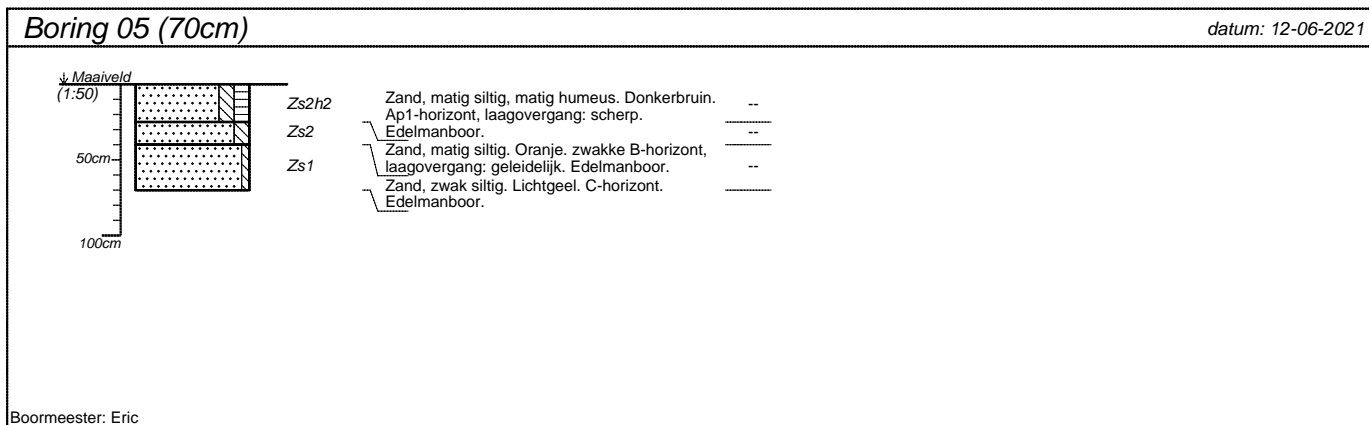 Boring 05 (70cm)
datum: 12-06-2021
Maaiveld
(1:50)
Zs2h2
Zand, matig siltig, matig humeus. Donkerbruin.
Ap1-horizont, laagovergang: scherp.
Edelmanboor.
--
Zs2
--
50cm
Zand, matig siltig. Oranje. zwakke B-horizont,
laagovergang: geleidelijk. Edelmanboor.
Zs1
--
Zand, zwak siltig. Lichtgeel. C-horizont.
Edelmanboor.
100cm
Boormeester: Eric